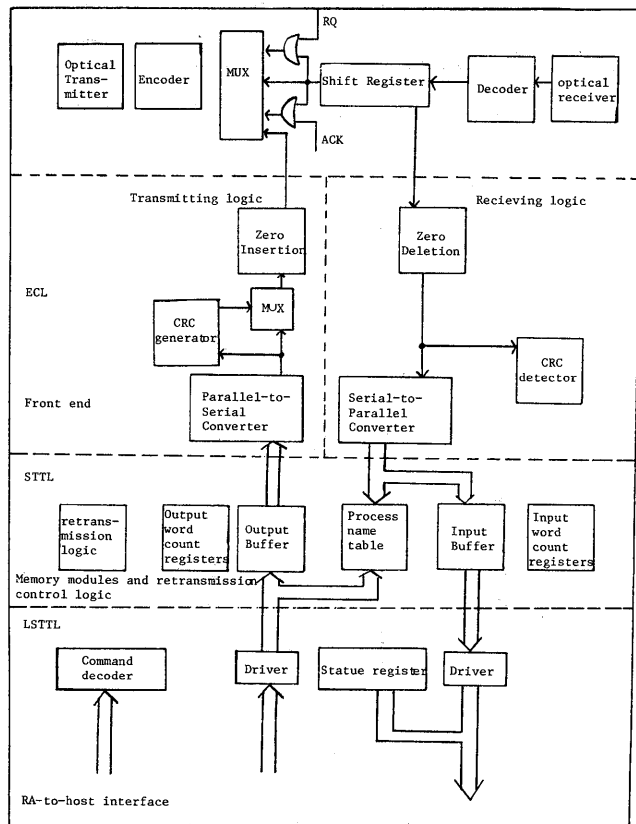 RQ
Optical
Trans-
mitter
Encoder
MUX
Shift Register
Decoder
optical
receiver
ACK
Transmitting logic
Recieving logic
Zero
Insertion
Zero
Deletion
ECL
MUX
CRC
generator
CRC
detector
Front end
Parallel-to-
Serial
Converter
Serial-to-
Parallel
Converter
STTL
retrans-
mission
logic
Output
word
count
registers
Output
Buffer
Process
name
table
Input
Buffer
Input
word
count
registers
Memory modules and retransmission
control logic
LSTTL
Command
decoder
Driver
Statue register
Driver
RA-to-host interface